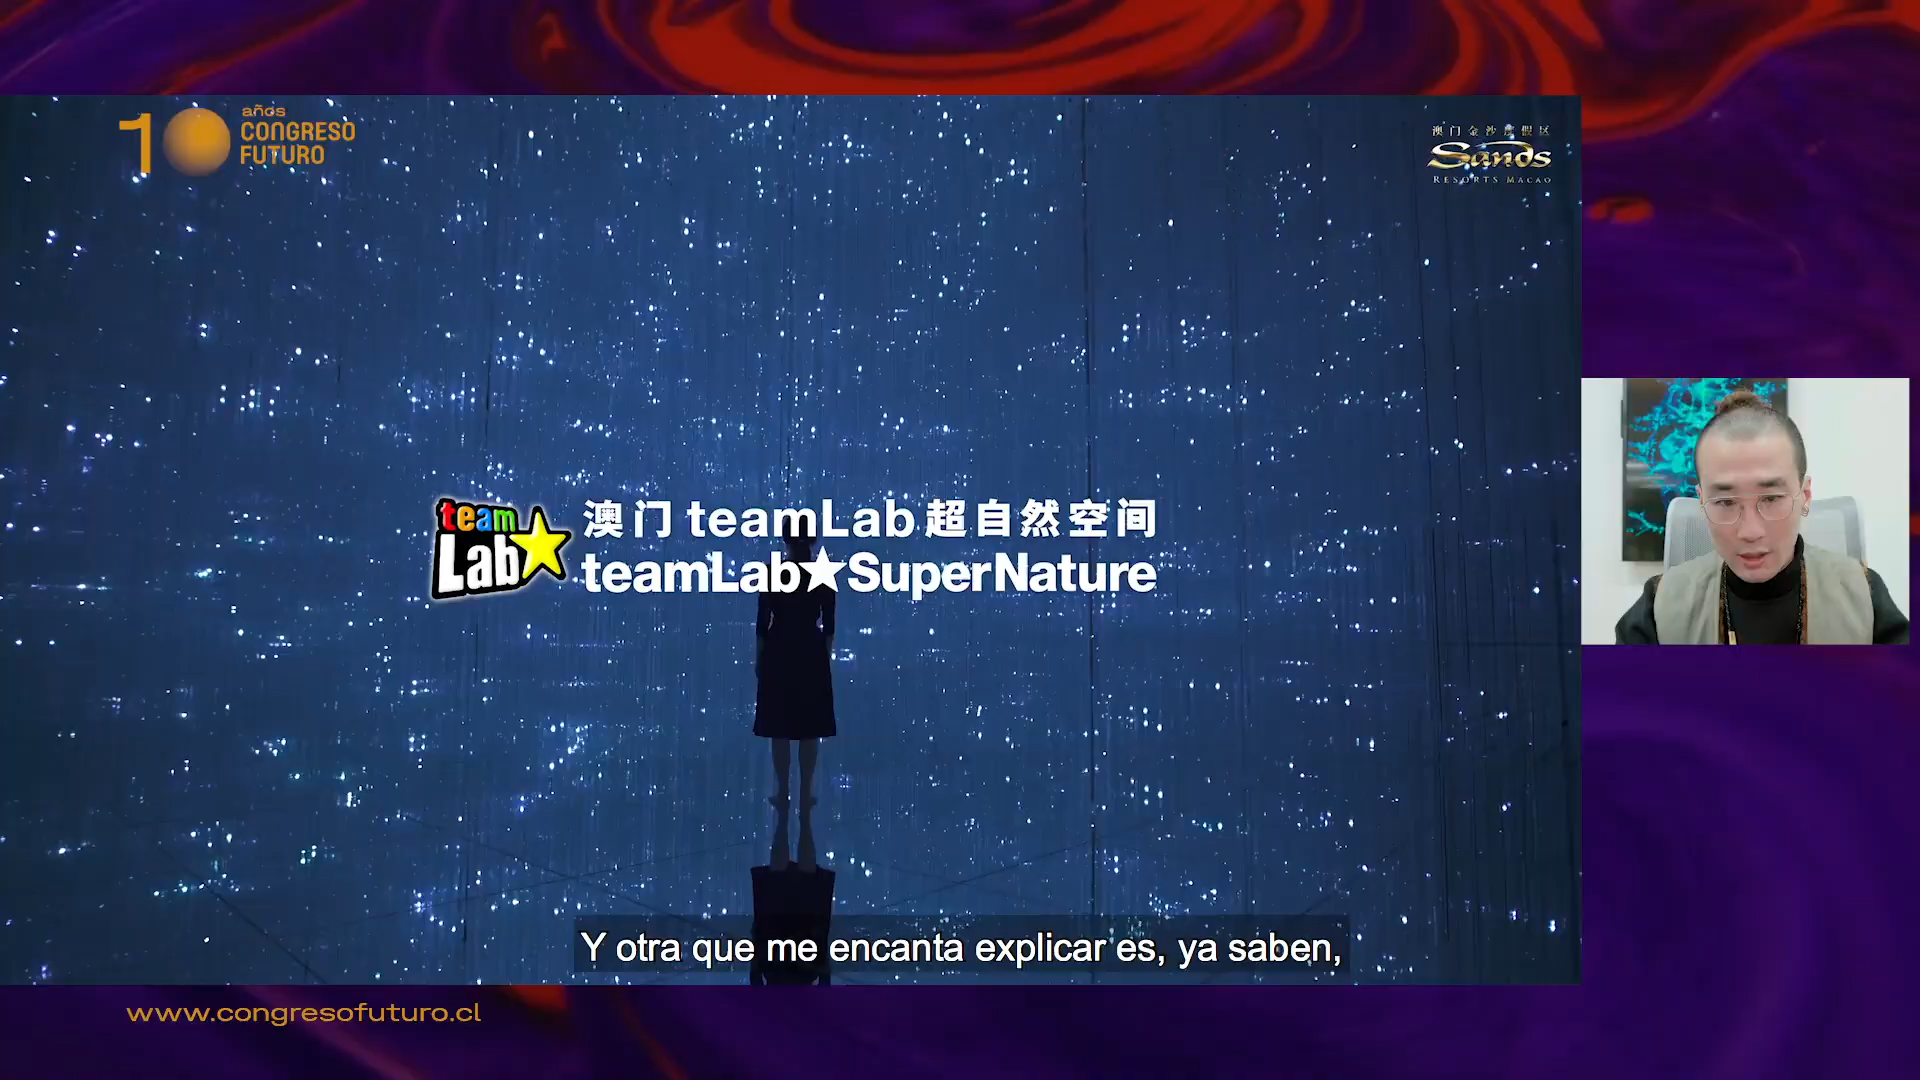 10 años
CONGRESO
FUTURO
澳门金沙度假区
Sands
RESORTS MACAO
team
Lab★
澳门 teamLab 超自然空间
teamLab★SuperNature
Y otra que me encanta explicar es, ya saben,
www.congresofuturo.cl